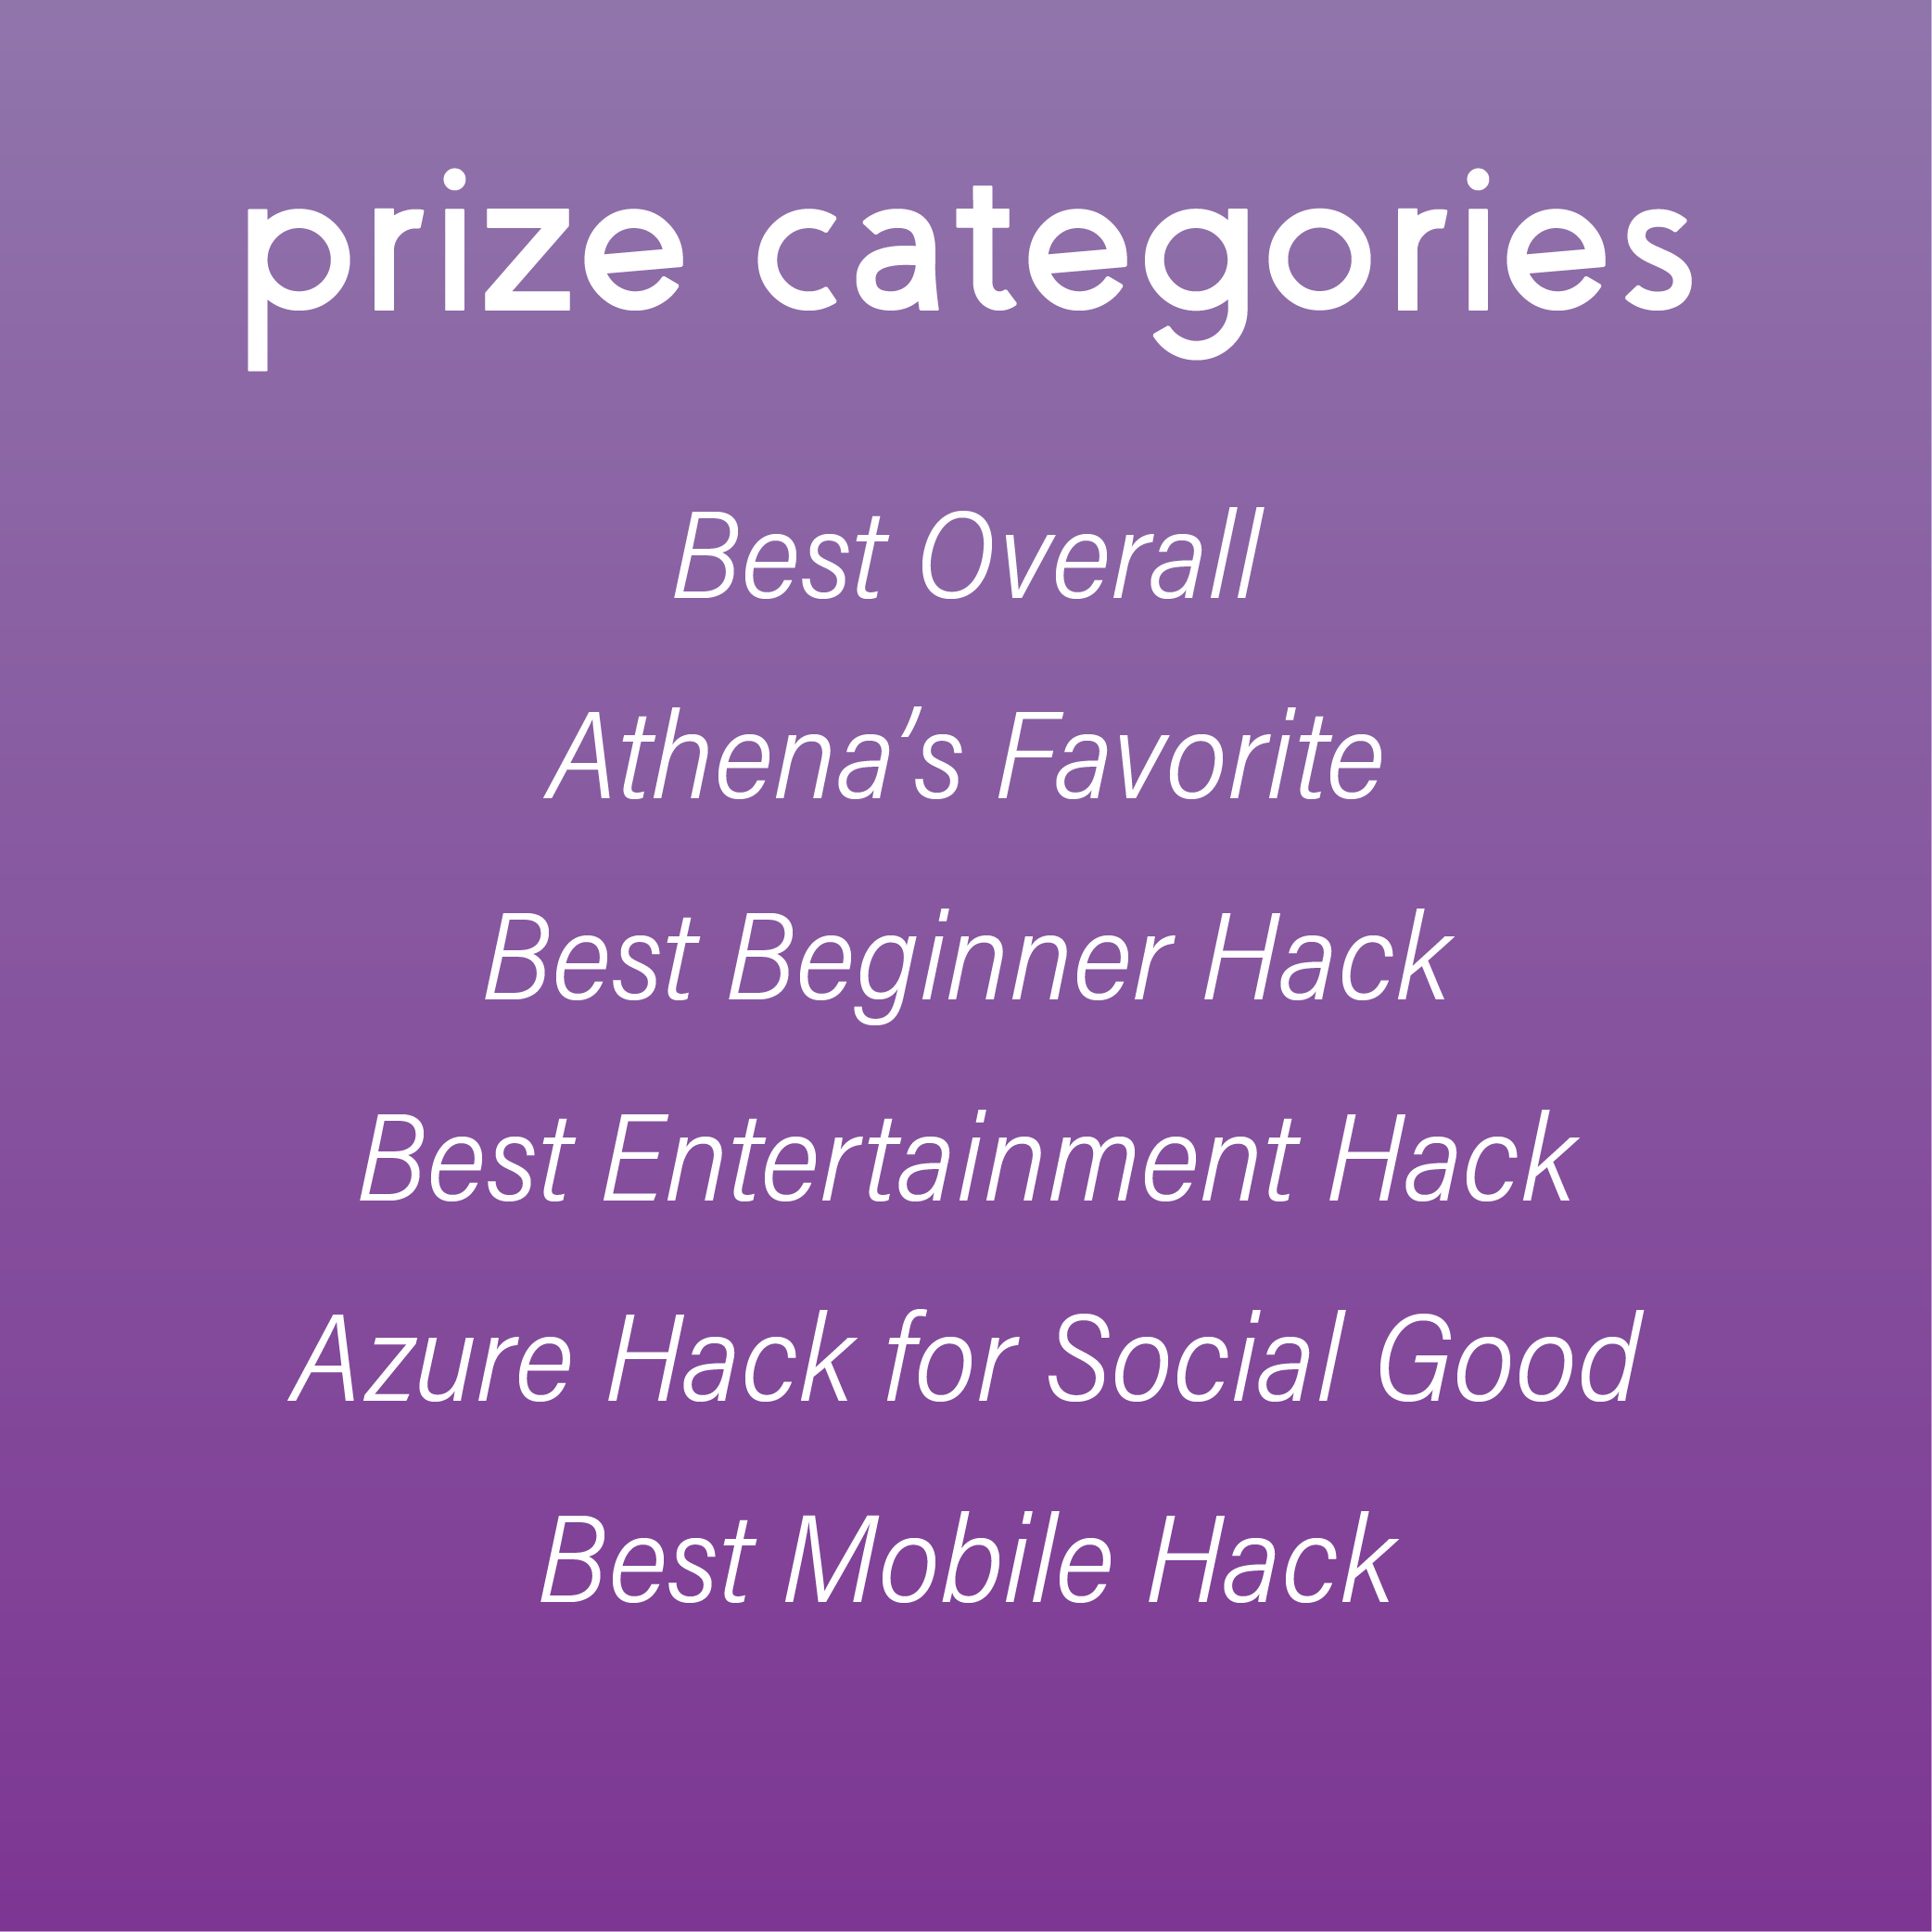 prize categories
Best Overall
Athena’s Favorite
Best Beginner Hack
Best Entertainment Hack
Azure Hack for Social Good
Best Mobile Hack